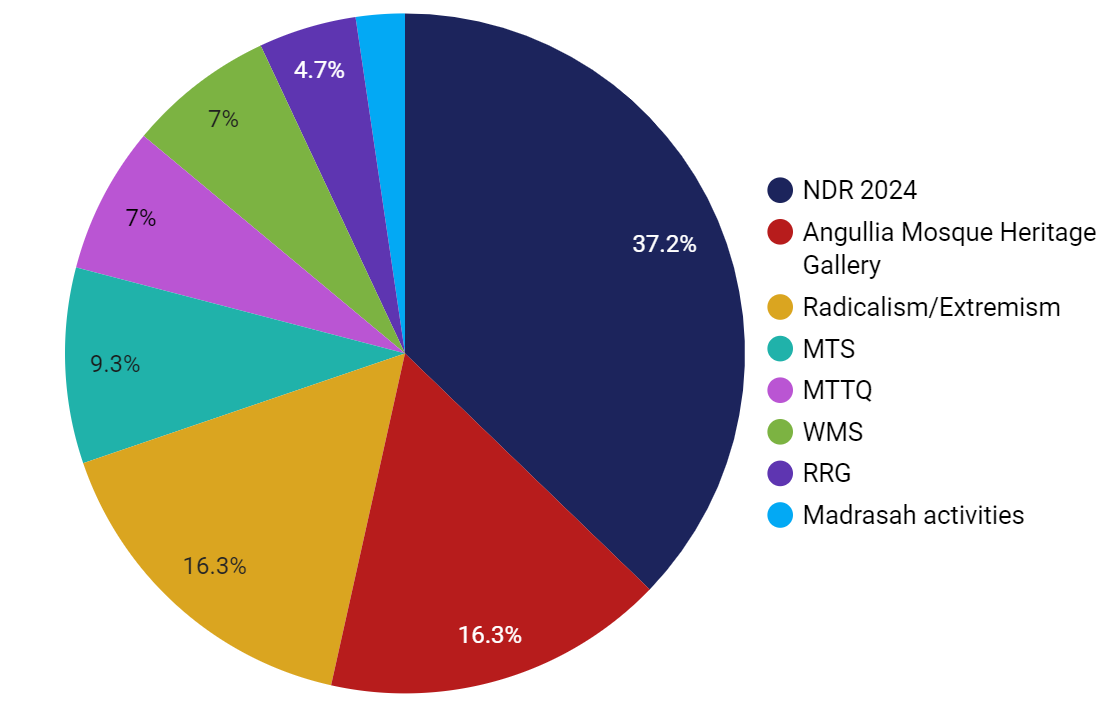 4.7%
7%
7%
37.2%
9.3%
16.3%
16.3%
NDR 2024
Angullia Mosque Heritage
Gallery
Radicalism/Extremism
MTS
MTTQ
WMS
RRG
Madrasah activities